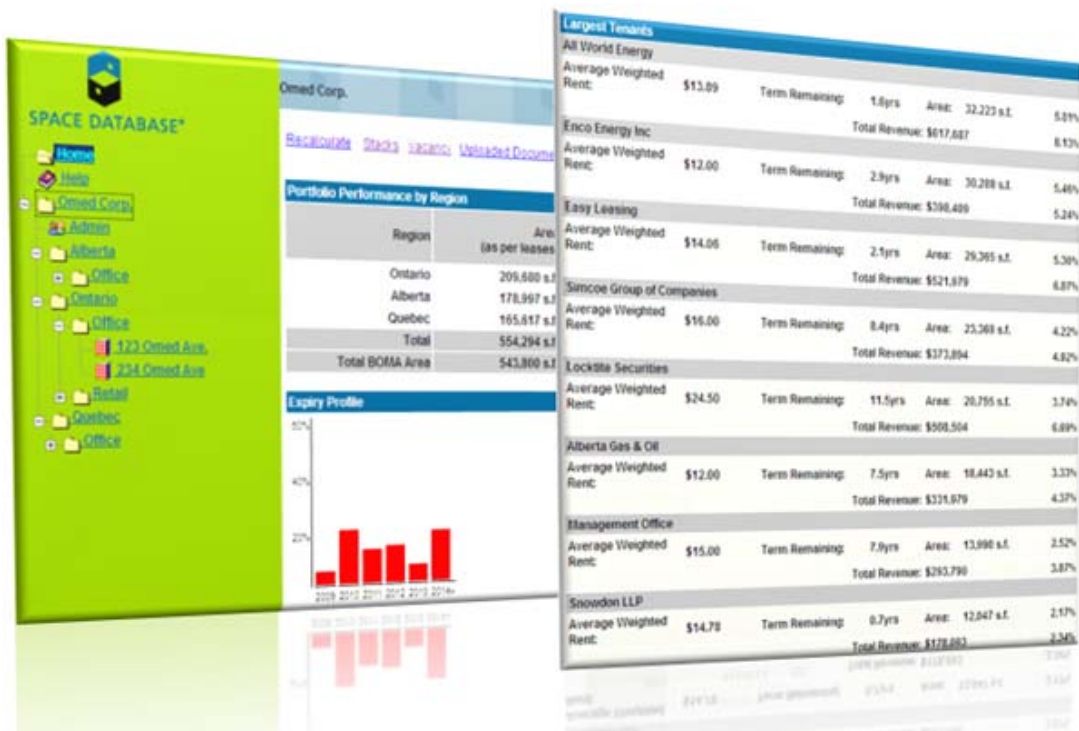 SPACE DATABASE*
Home
Help
Omed Corp.
Admin
Alberta
Office
Ontario
Office
123 Omed Ave.
234 Omed Ave
Retail
Quebec
Office
Omed Corp.
Recalculate Stacks vacancy Uploaded Docume
Portfolio Performance by Region
Region Area
(as per leases
Ontario 209,680 s.f
Alberta 178,997 s.f
Quebec 165,617 s.f
Total 554,294 s.f
Total BOMA Area 543,800 s.f
Expiry Profile
40%
20%
2009 2010 2011 2012 2013 2014+
Largest Tenants
All World Energy
Average Weighted Rent: $13.89 Term Remaining: 1.6yrs Area: 32,223 s.f. 5.81%
Total Revenue: $617,687 8.13%
Enco Energy Inc
Average Weighted Rent: $12.00 Term Remaining: 2.9yrs Area: 30,288 s.f. 5.46%
Total Revenue: $398,409 5.24%
Easy Leasing
Average Weighted Rent: $14.06 Term Remaining: 2.1yrs Area: 29,365 s.f. 5.30%
Total Revenue: $521,979 6.87%
Simcoe Group of Companies
Average Weighted Rent: $16.00 Term Remaining: 8.4yrs Area: 23,368 s.f. 4.22%
Total Revenue: $373,894 4.92%
Locktite Securities
Average Weighted Rent: $24.50 Term Remaining: 11.5yrs Area: 20,755 s.f. 3.74%
Total Revenue: $508,504 6.69%
Alberta Gas & Oil
Average Weighted Rent: $12.00 Term Remaining: 7.5yrs Area: 18,443 s.f. 3.33%
Total Revenue: $331,979 4.37%
Management Office
Average Weighted Rent: $15.00 Term Remaining: 7.9yrs Area: 13,998 s.f. 2.52%
Total Revenue: $293,790 3.87%
Snowdon LLP
Average Weighted Rent: $14.78 Term Remaining: 0.7yrs Area: 12,047 s.f. 2.17%
Total Revenue: 2.34%